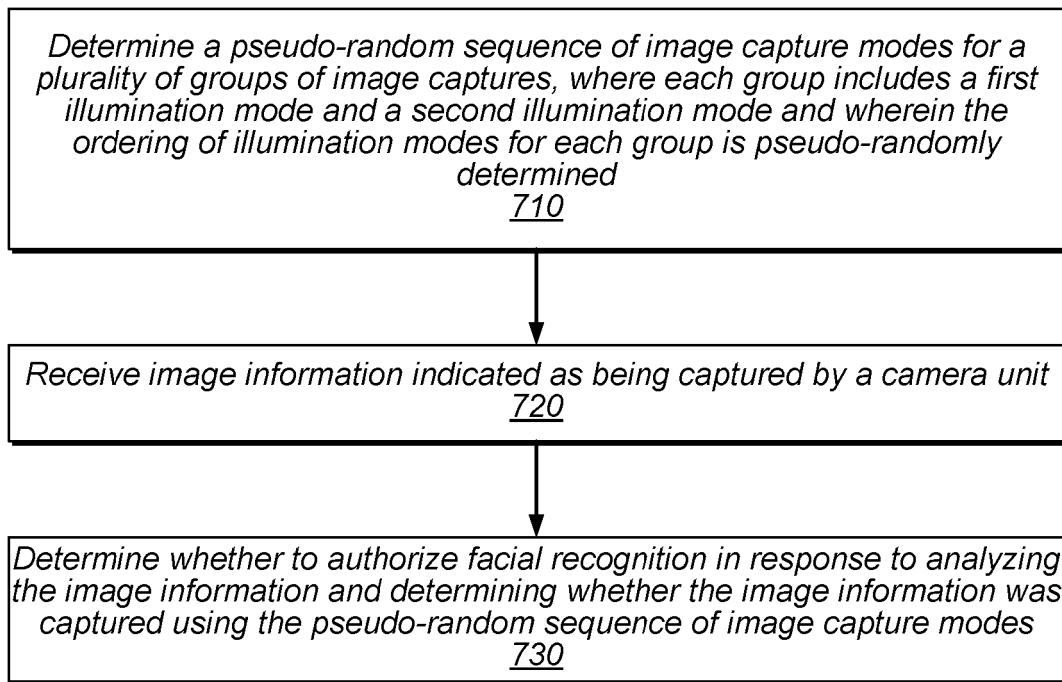 Determine a pseudo-random sequence of image capture modes for a
plurality of groups of image captures, where each group includes a first
illumination mode and a second illumination mode and wherein the
ordering of illumination modes for each group is pseudo-randomly
determined
710
Receive image information indicated as being captured by a camera unit
720
Determine whether to authorize facial recognition in response to analyzing
the image information and determining whether the image information was
captured using the pseudo-random sequence of image capture modes
730